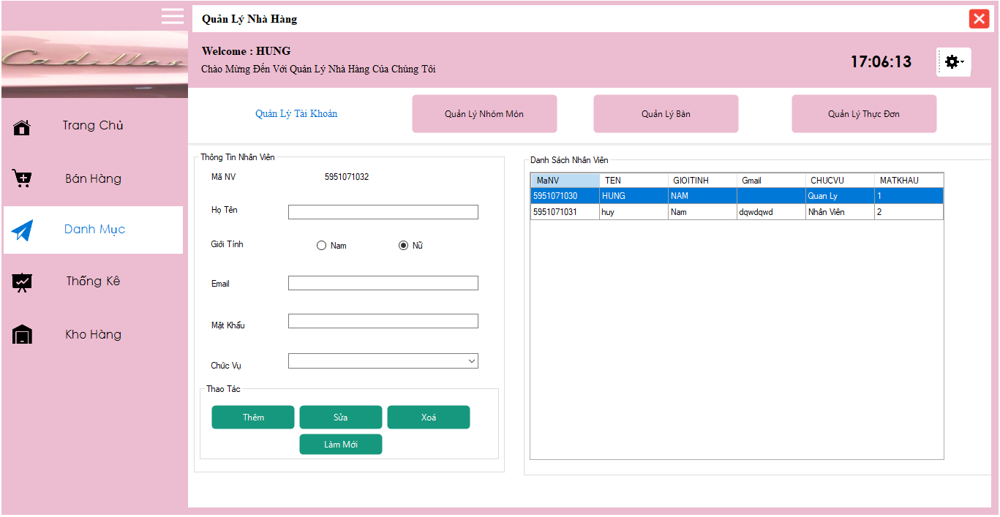 Quản Lý Nhà Hàng
Welcome : HUNG
Chào Mừng Đến Với Quản Lý Nhà Hàng Của Chúng Tôi
17:06:13
Cadillac
Trang Chủ
Bán Hàng
Danh Mục
Thống Kê
Kho Hàng
Quản Lý Tài Khoản
Quản Lý Nhóm Món
Quản Lý Bàn
Quản Lý Thực Đơn
Thông Tin Nhân Viên
Mã NV 5951071032
Họ Tên
Giới Tính Nam Nữ
Email
Mật Khẩu
Chức Vụ
Thao Tác
Thêm Sửa Xoá
Làm Mới
Danh Sách Nhân Viên
MaNV TEN GIOITINH Gmail CHUCVU MATKHAU
5951071030 HUNG NAM Quan Ly 1
5951071031 huy Nam dqwdqwd Nhân Viên 2